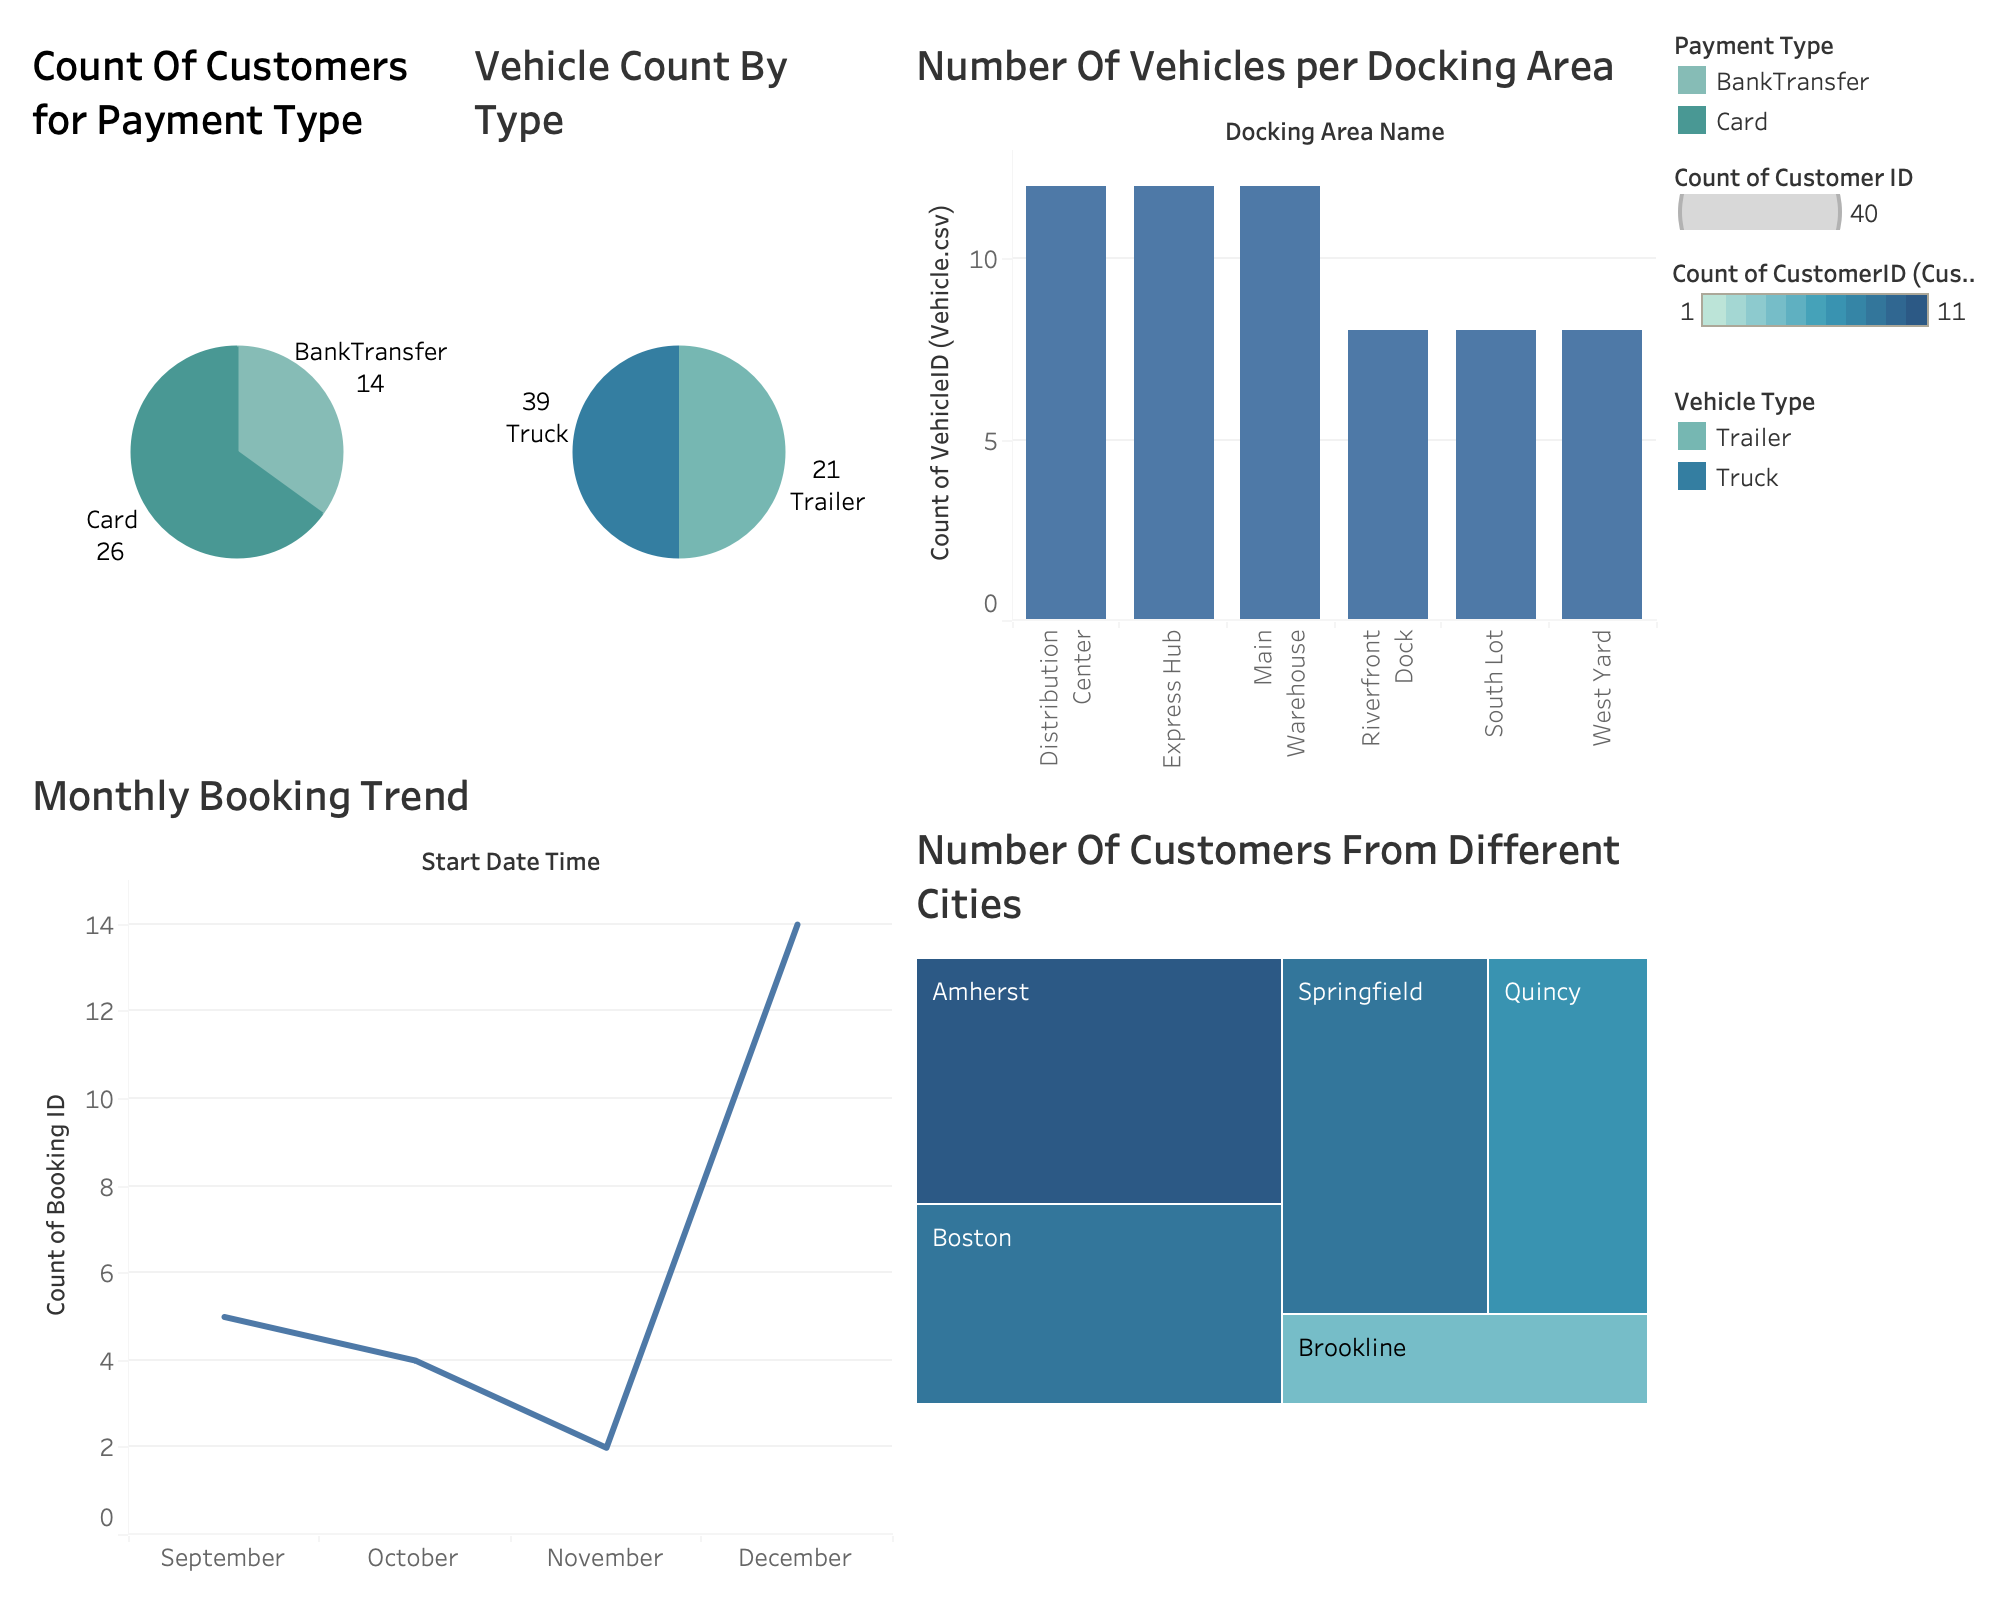 Count Of Customers
for Payment Type
BankTransfer
14
Card
26
Vehicle Count By
Type
39
Truck
21
Trailer
Number Of Vehicles per Docking Area
Docking Area Name
Count of VehicleID (Vehicle.csv)
10
5
0
Distribution
Center
Express Hub
Main
Warehouse
Riverfront
Dock
South Lot
West Yard
Payment Type
BankTransfer
Card
Count of Customer ID
40
Count of CustomerID (Cus..
1 11
Vehicle Type
Trailer
Truck
Monthly Booking Trend
Start Date Time
Count of Booking ID
14
12
10
8
6
4
2
0
September October November December
Number Of Customers From Different
Cities
Amherst
Springfield
Quincy
Boston
Brookline